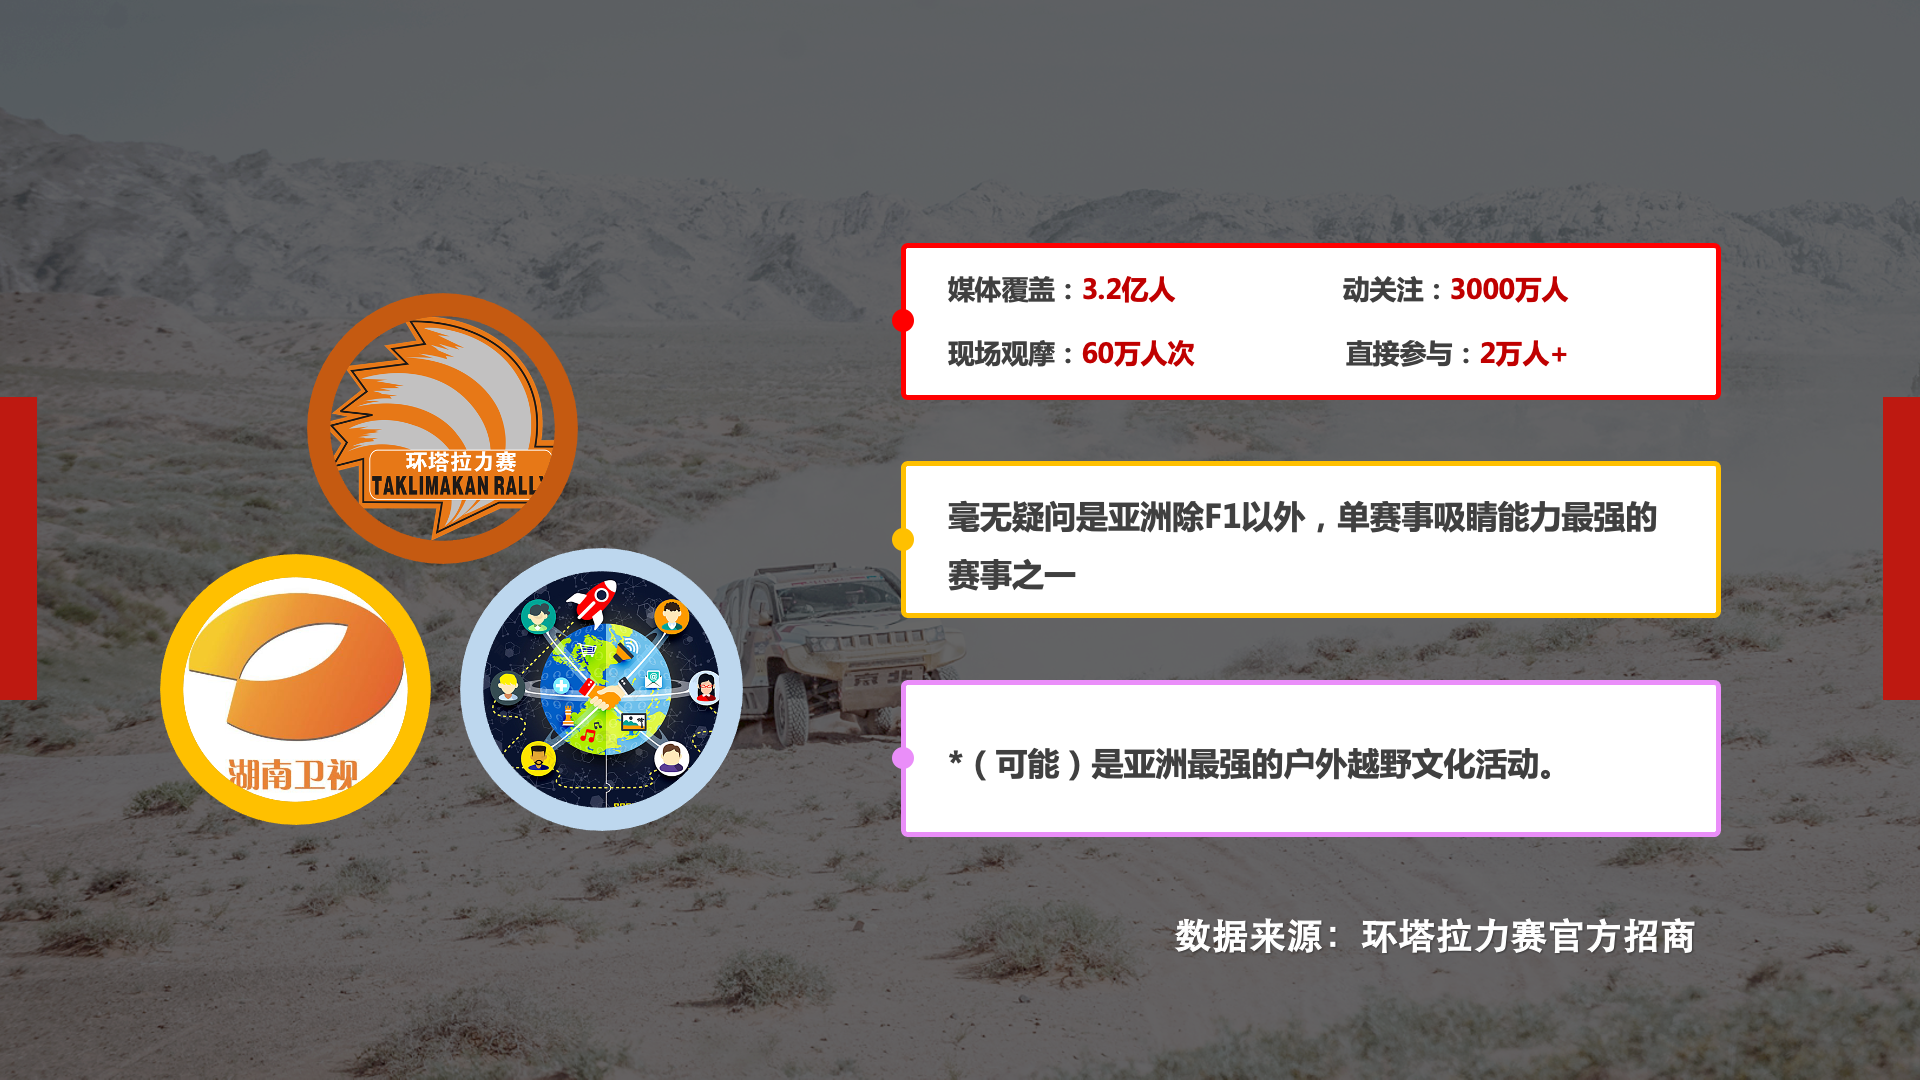 媒体覆盖：3.2亿人 动关注：3000万人
现场观摩：60万人次 直接参与：2万人+
环塔拉力赛
TAKLIMAKAN RALLY
毫无疑问是亚洲除F1以外，单赛事吸睛能力最强的
赛事之一
湖南卫视
*（可能）是亚洲最强的户外越野文化活动。
数据来源：环塔拉力赛官方招商